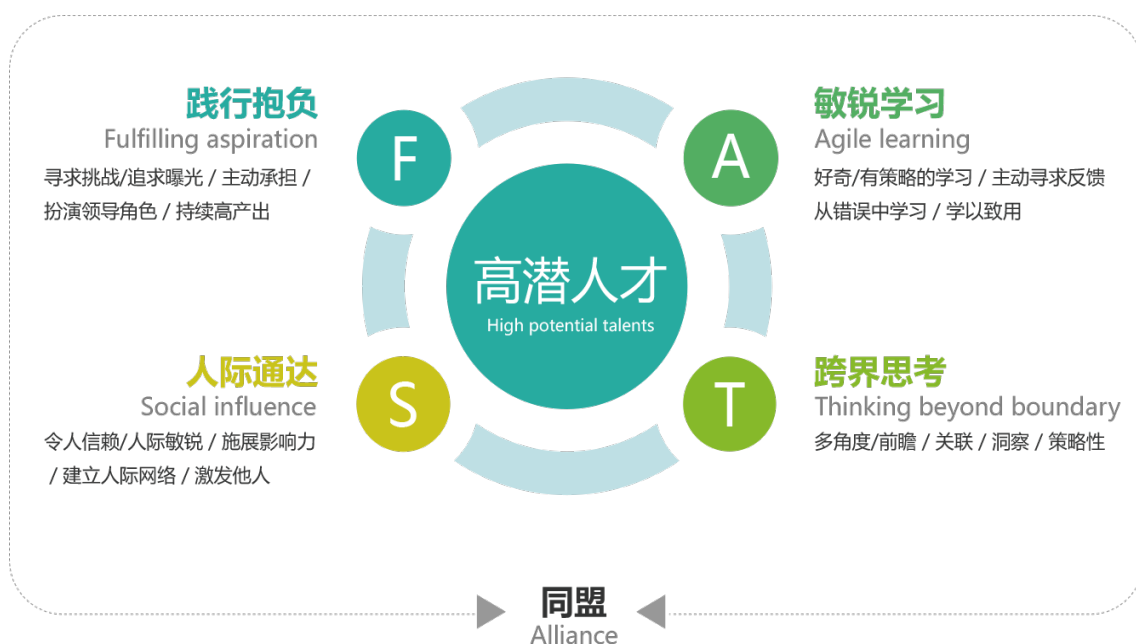 践行抱负
Fulfilling aspiration
寻求挑战/追求曝光 / 主动承担 /
扮演领导角色 / 持续高产出
F
A
敏锐学习
Agile learning
好奇/有策略的学习 / 主动寻求反馈
从错误中学习 / 学以致用
高潜人才
High potential talents
人际通达
Social influence
令人信赖/人际敏锐 / 施展影响力
/ 建立人际网络 / 激发他人
S
T
跨界思考
Thinking beyond boundary
多角度/前瞻 / 关联 / 洞察 / 策略性
同盟
Alliance